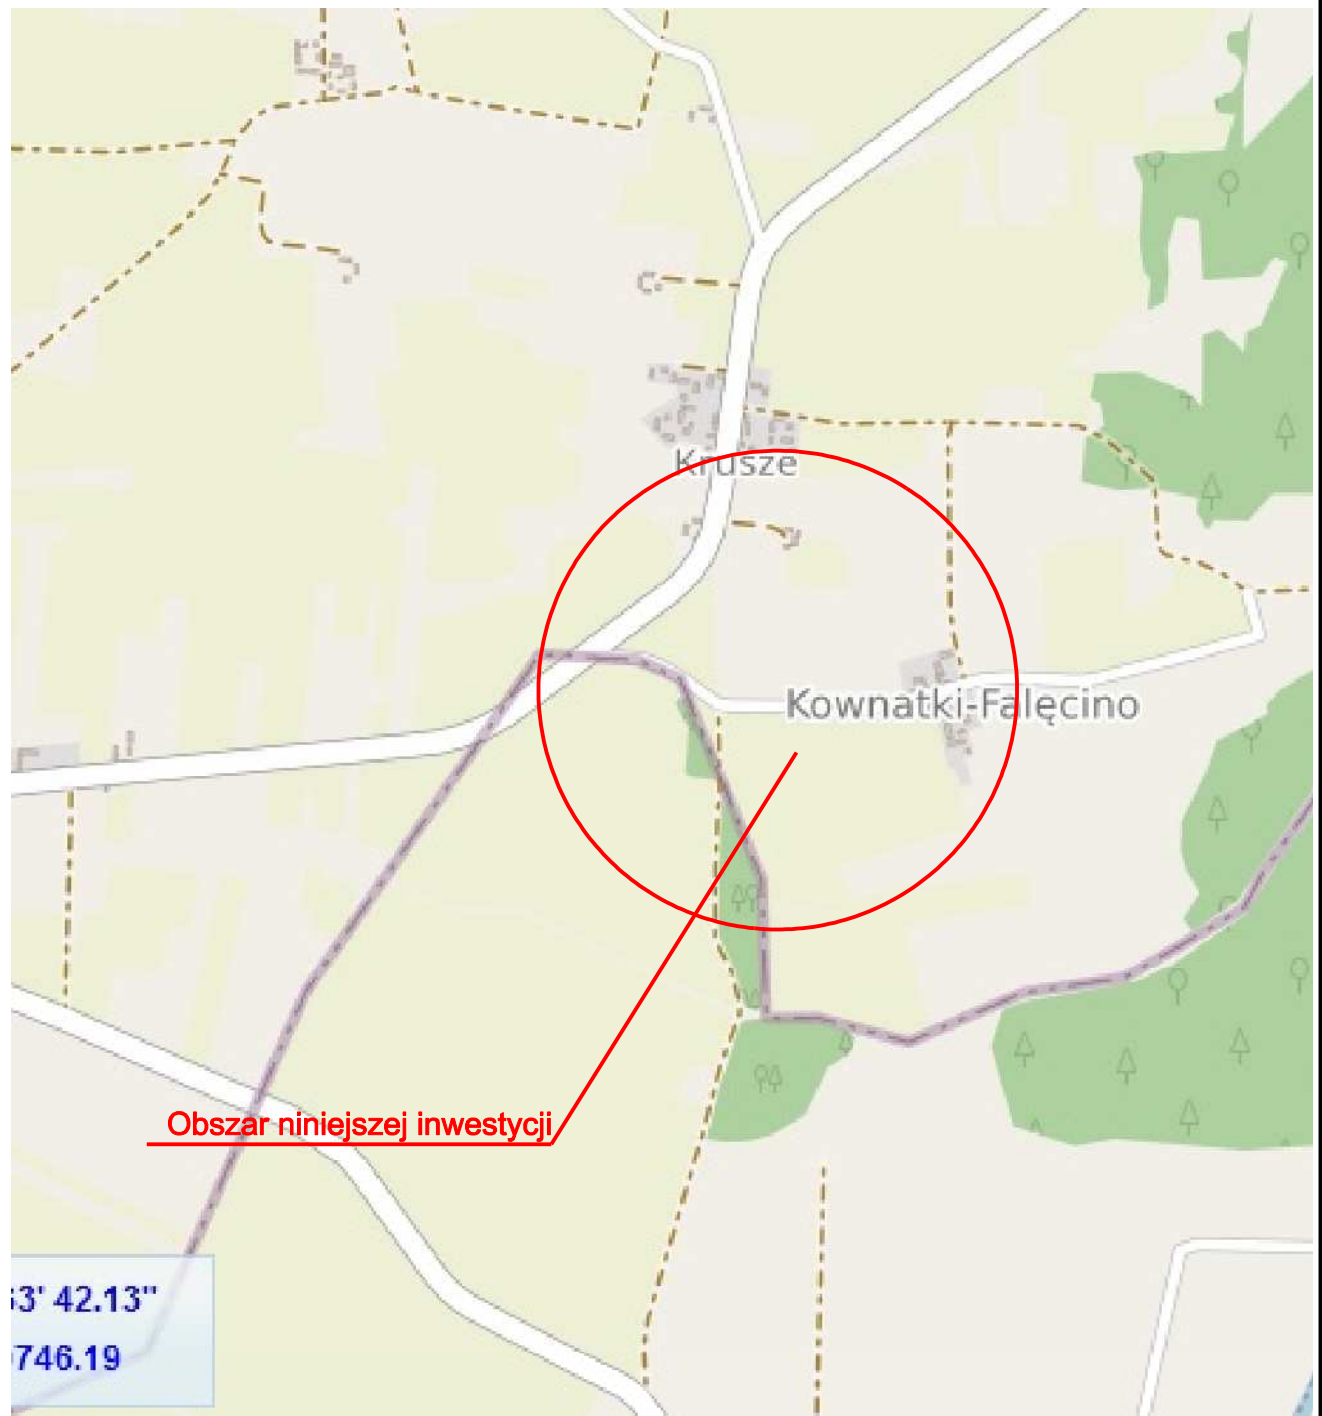 Krusze
Kownatki-Falęcino
Obszar niniejszej inwestycji
3' 42.13"
746.19